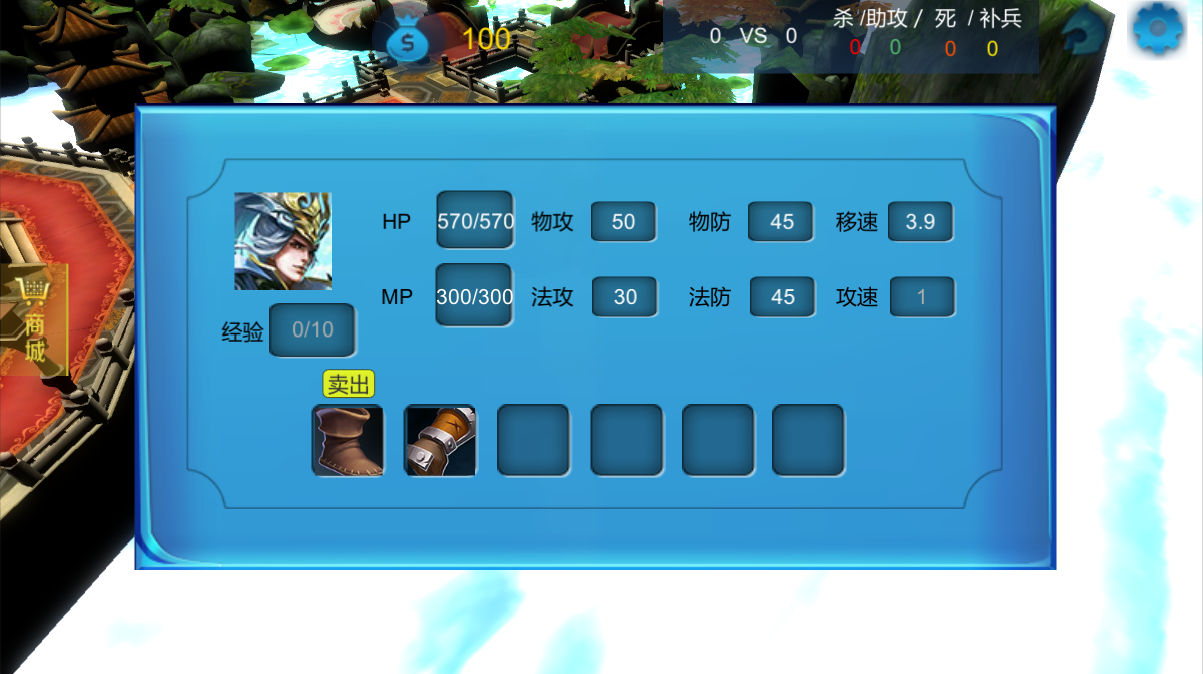 杀 /助攻 / 死 / 补兵
$ 100 0 VS 0 0 0 0 0
HP 570/570 物攻 50 物防 45 移速 3.9
MP 300/300 法攻 30 法防 45 攻速 1
经验 0/10
商城
卖出